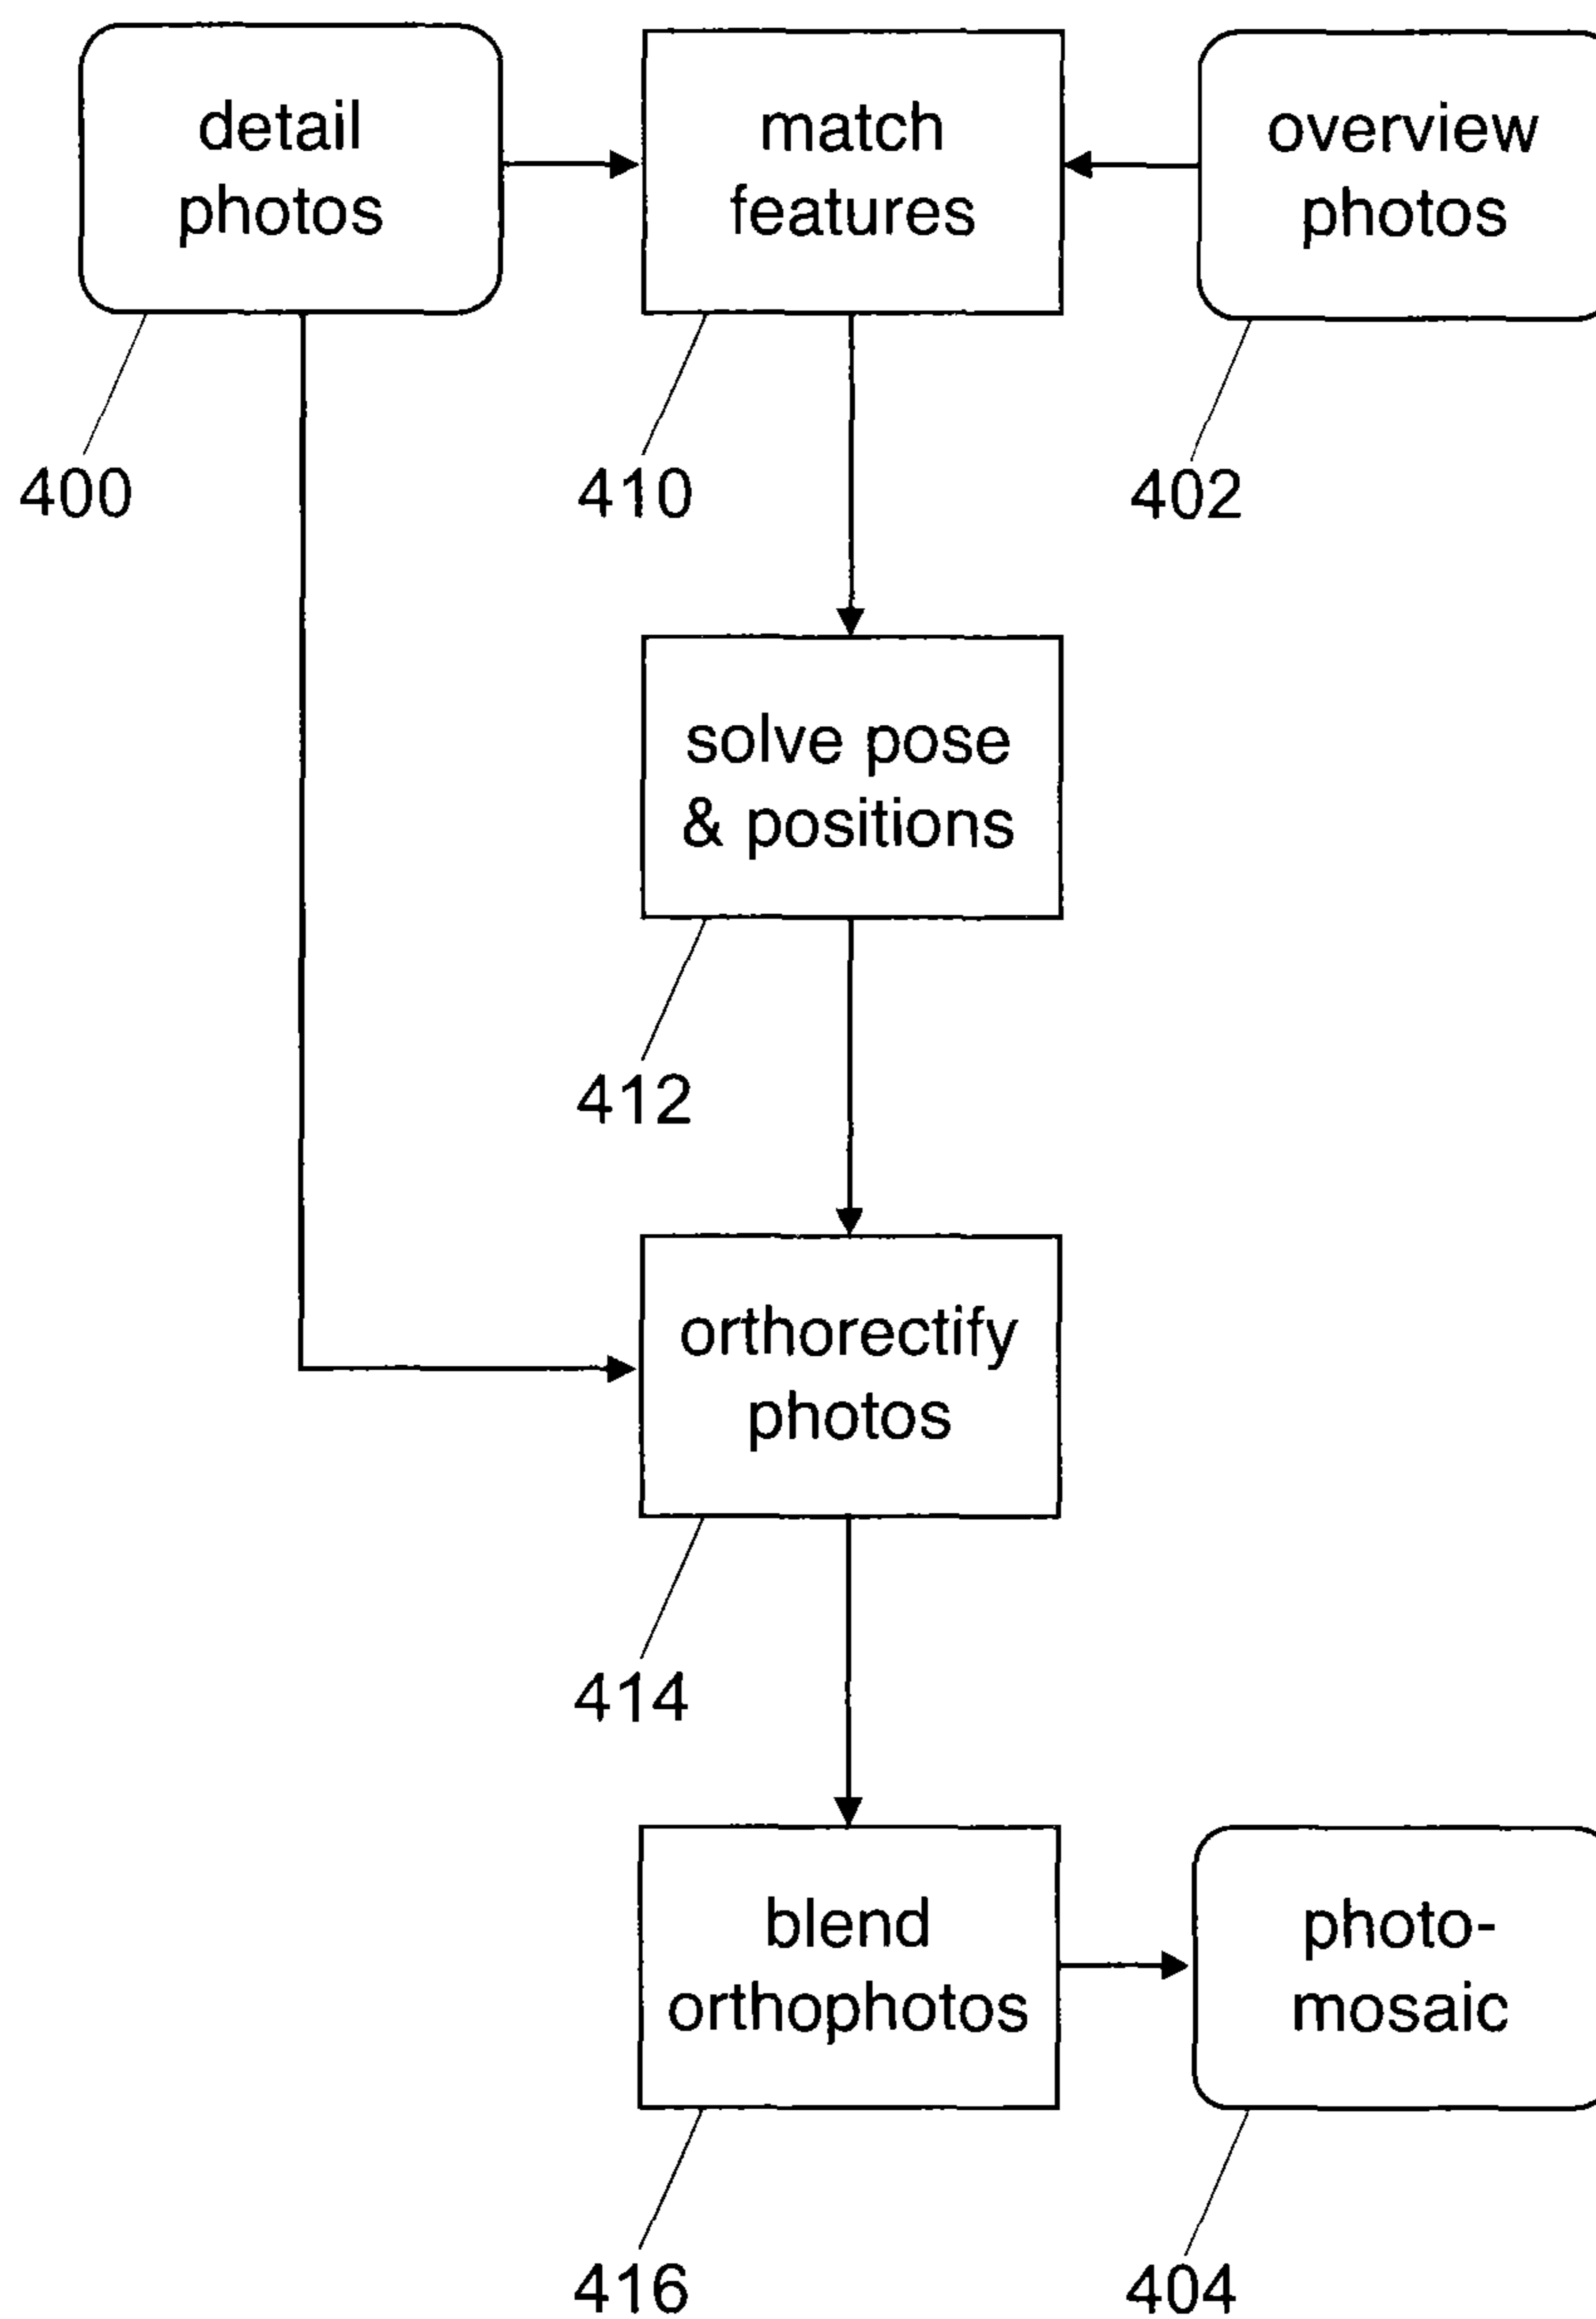 detail
photos
match
features
overview
photos
400
410
402
solve pose
& positions
412
orthorectify
photos
414
blend
orthophotos
photo-
mosaic
416
404